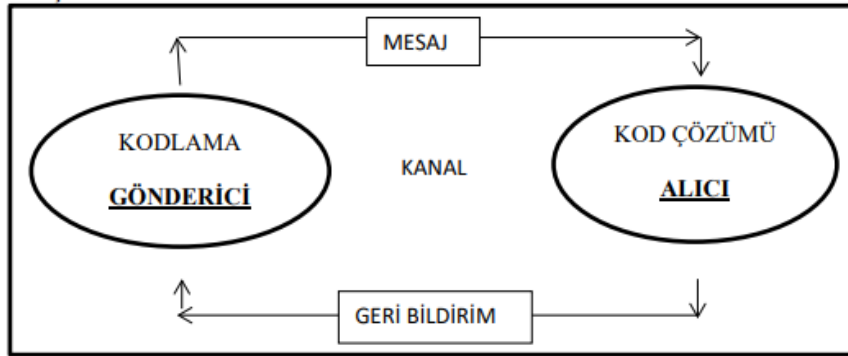 MESAJ
KODLAMA
GÖNDERİCİ
KANAL
KOD ÇÖZÜMÜ
ALICI
GERİ BİLDİRİM